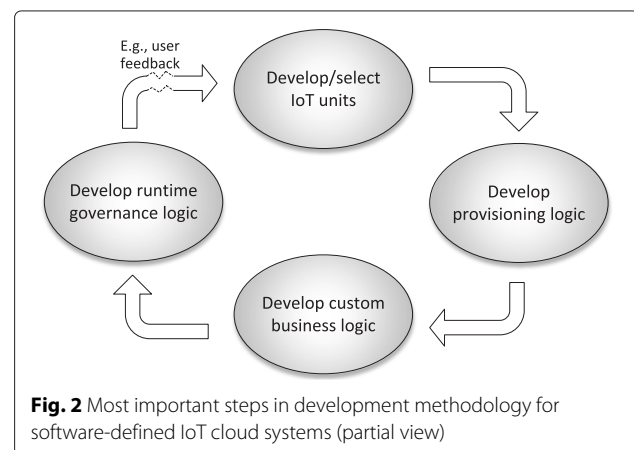 E.g., user
feedback
Develop/select
IoT units
Develop runtime
governance logic
Develop
provisioning logic
Develop custom
business logic
Fig. 2 Most important steps in development methodology for
software-defined IoT cloud systems (partial view)